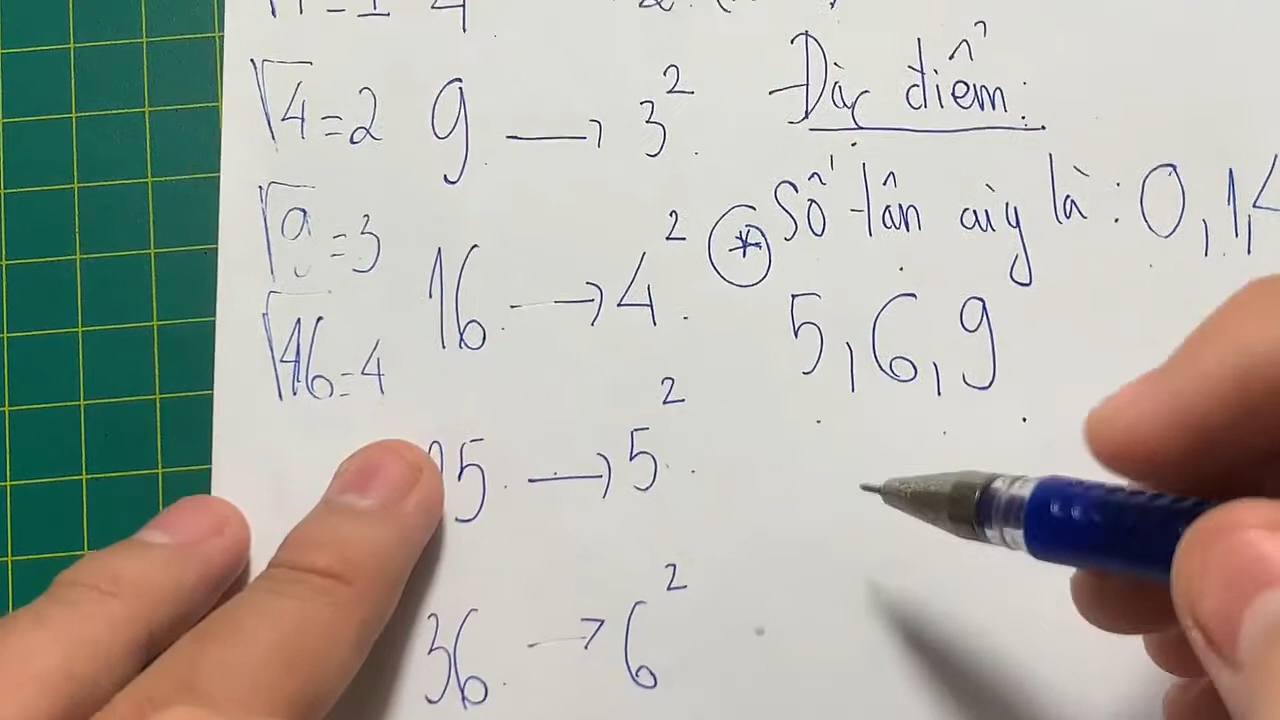 √4=2
√9=3
√16=4
9 → 3²
16 → 4²
25 → 5²
36 → 6²
Đặc điểm:
* Số tận cùng là: 0,1,4
5,6,9